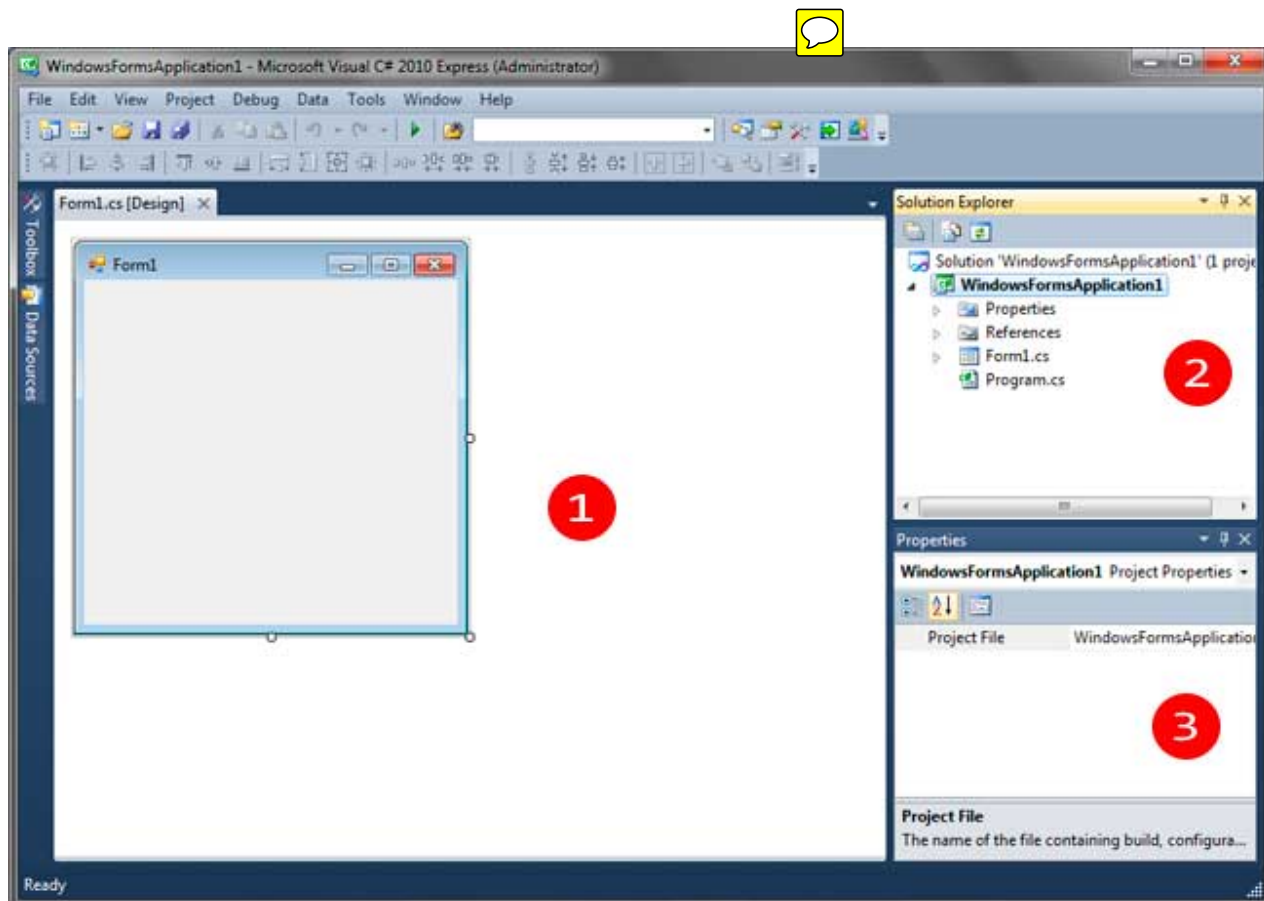 WindowsFormsApplication1 - Microsoft Visual C# 2010 Express (Administrator)
File Edit View Project Debug Data Tools Window Help
Form1.cs [Design]
Toolbox
Data Sources
Form1
1
Solution Explorer
Solution 'WindowsFormsApplication1' (1 proje
WindowsFormsApplication1
Properties
References
Form1.cs
Program.cs
2
Properties
WindowsFormsApplication1 Project Properties
Project File WindowsFormsApplication
3
Project File
The name of the file containing build, configura...
Ready